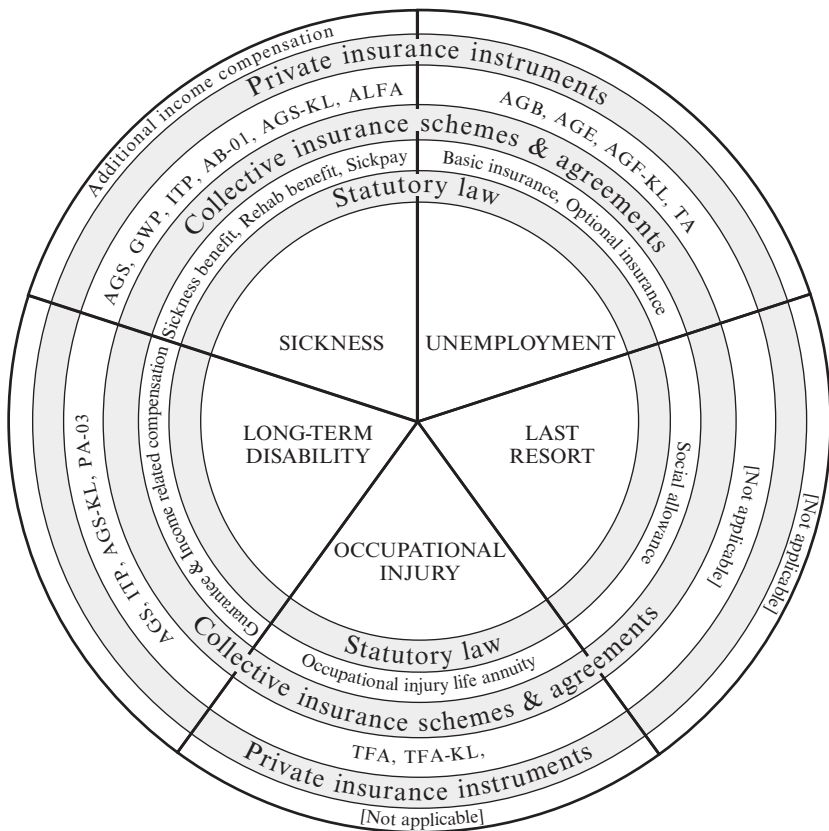 Additional income compensation
Private insurance instruments
AGS, GWP, ITP, AB-01, AGS-KL, ALFA
AGB, AGE, AGF-KL, TA
Collective insurance schemes & agreements
Sickness benefit, Rehab benefit, Sickpay
Basic insurance, Optional insurance
Statutory law
SICKNESS
UNEMPLOYMENT
LONG-TERM
DISABILITY
LAST
RESORT
OCCUPATIONAL
INJURY
Guarantee & Income related compensation
AGS, ITP, AGS-KL, PA-03
Social allowance
[Not applicable]
[Not applicable]
Statutory law
Occupational injury life annuity
Collective insurance schemes & agreements
TFA, TFA-KL,
Private insurance instruments
[Not applicable]